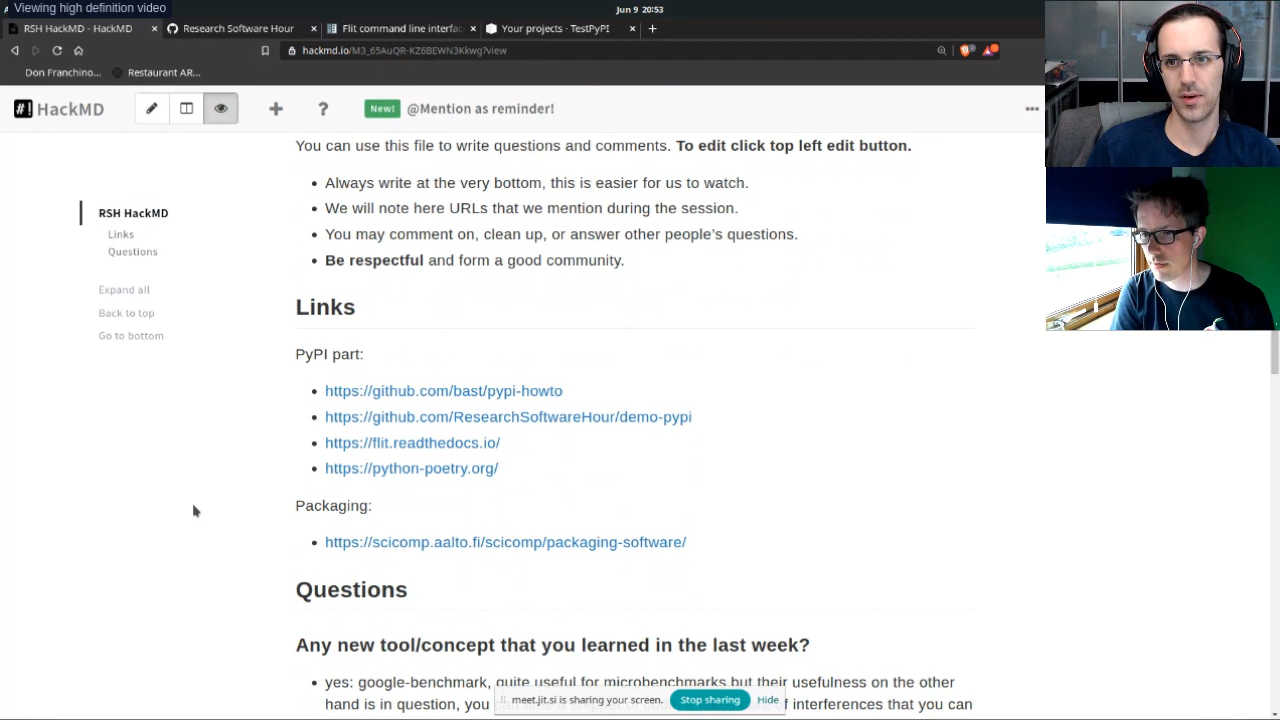 Viewing high definition video
Jun 9 20:53
RSH HackMD - HackMD
Research Software Hour
Flit command line interfac
Your projects - TestPyPI
hackmd.io/M3_65AuQR-KZ6BEWN3Kkwg?view
Don Franchino...
Restaurant AR...
HackMD
New! @Mention as reminder!
You can use this file to write questions and comments. To edit click top left edit button.
Always write at the very bottom, this is easier for us to watch.
We will note here URLs that we mention during the session.
You may comment on, clean up, or answer other people's questions.
Be respectful and form a good community.
RSH HackMD
Links
Questions
Expand all
Back to top
Go to bottom
Links
PyPI part:
https://github.com/bast/pypi-howto
https://github.com/ResearchSoftwareHour/demo-pypi
https://flit.readthedocs.io/
https://python-poetry.org/
Packaging:
https://scicomp.aalto.fi/scicomp/packaging-software/
Questions
Any new tool/concept that you learned in the last week?
yes: google-benchmark, quite useful for microbenchmarks but their usefulness on the other
hand is in question, you
interferences that you can
meet.jit.si is sharing your screen.
Stop sharing
Hide